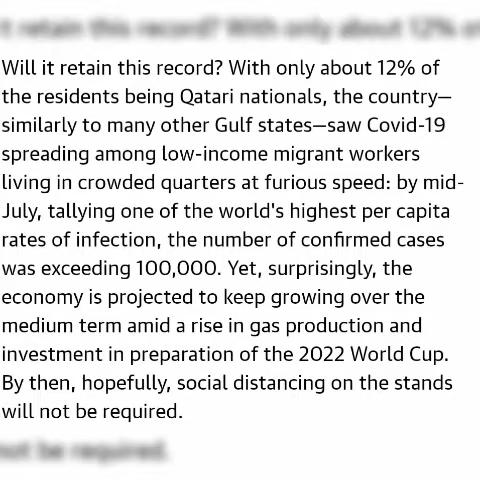 Will it retain this record? With only about 12% of
the residents being Qatari nationals, the country—
similarly to many other Gulf states—saw Covid-19
spreading among low-income migrant workers
living in crowded quarters at furious speed: by mid-
July, tallying one of the world's highest per capita
rates of infection, the number of confirmed cases
was exceeding 100,000. Yet, surprisingly, the
economy is projected to keep growing over the
medium term amid a rise in gas production and
investment in preparation of the 2022 World Cup.
By then, hopefully, social distancing on the stands
will not be required.